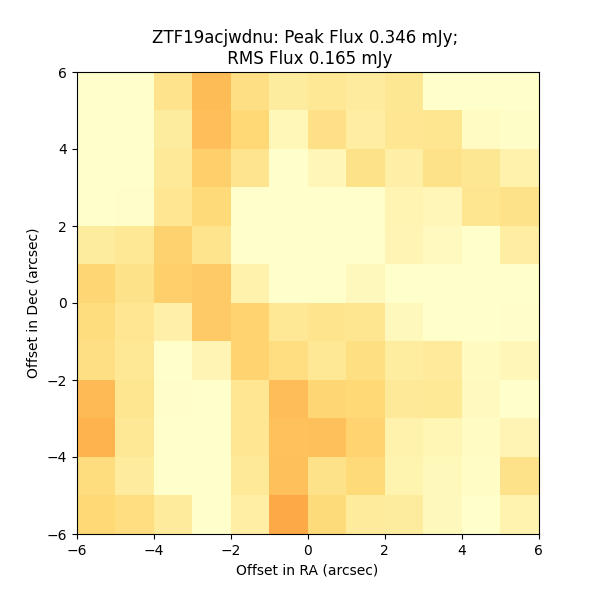 ZTF19acjwdnu: Peak Flux 0.346 mJy;
RMS Flux 0.165 mJy
6
4
2
0
−2
−4
−6
Offset in Dec (arcsec)
−6 −4 −2 0 2 4 6
Offset in RA (arcsec)